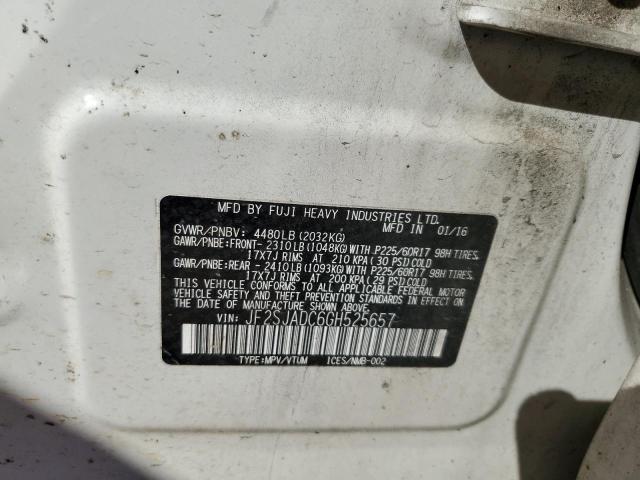 MFD BY FUJI HEAVY INDUSTRIES LTD.
MFD IN 01/16
GVWR/PNBV: 4480LB(2032KG)
GAWR/PNBE:FRONT- 2310LB(1048KG)WITH P225/60R17 98H TIRES,
17X7J RIMS AT 210 KPA(30 PSI)COLD
GAWR/PNBE:REAR - 2410LB(1093KG)WITH P225/60R17 98H TIRES,
17X7J RIMS AT 200 KPA(29 PSI)COLD
THIS VEHICLE CONFORMS TO ALL APPLICABLE FEDERAL MOTOR
VEHICLE SAFETY, BUMPER, AND THEFT PREVENTION STANDARDS IN EFFECT
ON THE DATE OF MANUFACTURE SHOWN ABOVE.
VIN: JF2SJADC6GH525657
TYPE:MPV/VTUM ICES/NMB-002